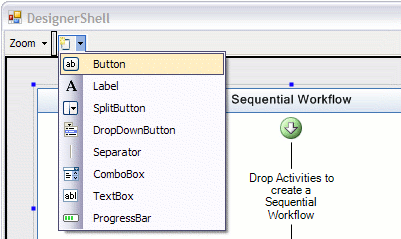 DesignerShell
Zoom
Button
Label
SplitButton
DropDownButton
Separator
ComboBox
TextBox
ProgressBar
Sequential Workflow
Drop Activities to
create a
Sequential
Workflow